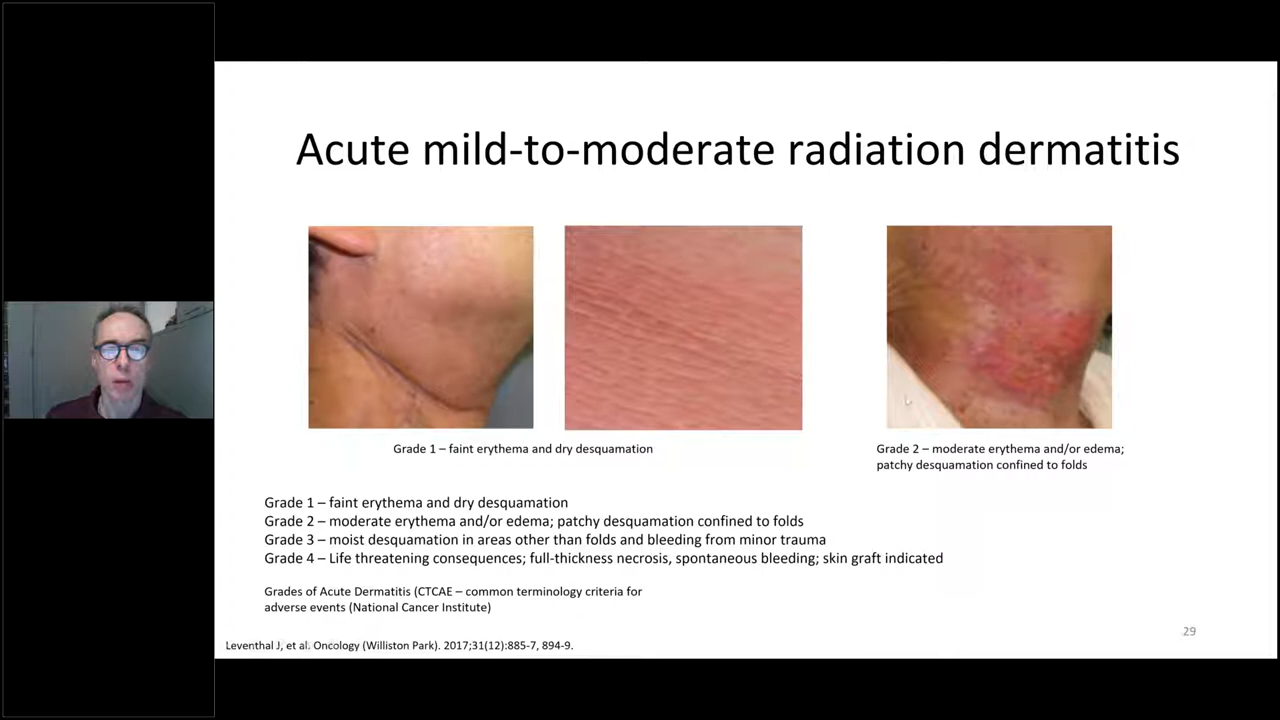 Acute mild-to-moderate radiation dermatitis
Grade 1 – faint erythema and dry desquamation
Grade 2 – moderate erythema and/or edema;
patchy desquamation confined to folds
Grade 1 – faint erythema and dry desquamation
Grade 2 – moderate erythema and/or edema; patchy desquamation confined to folds
Grade 3 – moist desquamation in areas other than folds and bleeding from minor trauma
Grade 4 – Life threatening consequences; full-thickness necrosis, spontaneous bleeding; skin graft indicated
Grades of Acute Dermatitis (CTCAE – common terminology criteria for
adverse events (National Cancer Institute)
29
Leventhal J, et al. Oncology (Williston Park). 2017;31(12):885-7, 894-9.